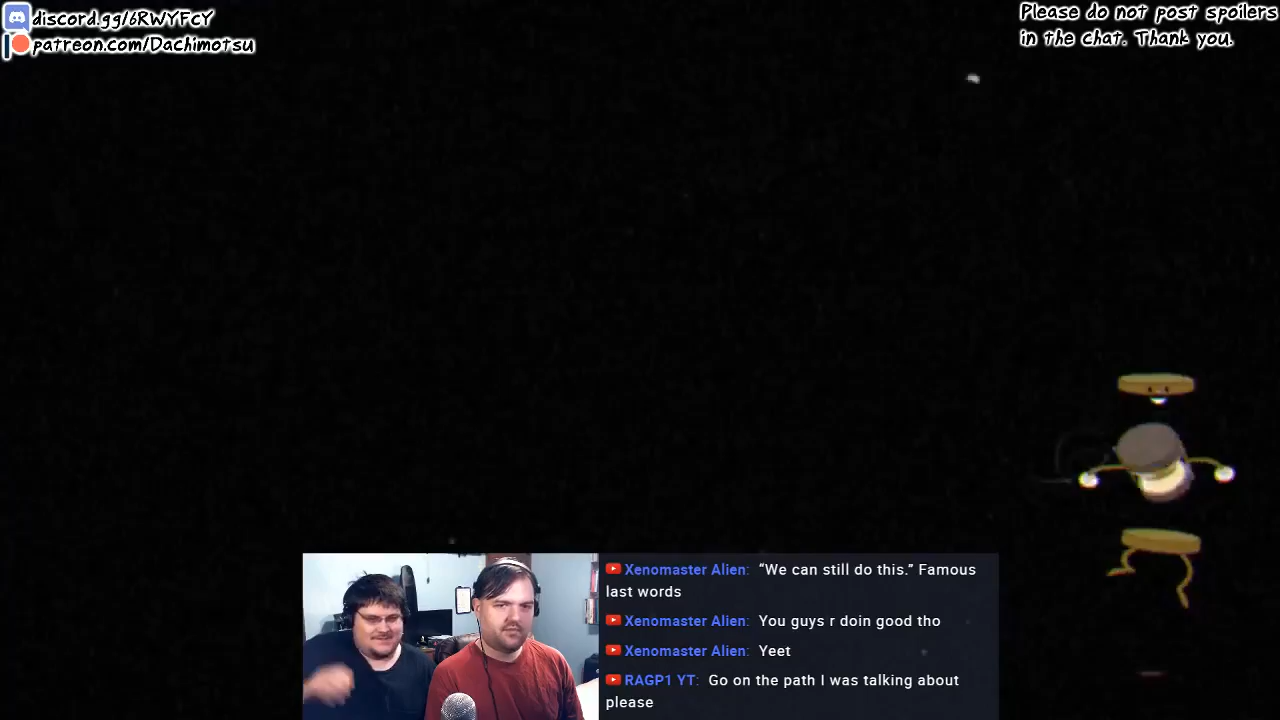 discord.gg/6RWYFcY
patreon.com/Dachimotsu
Please do not post spoilers
in the chat. Thank you.
Xenomaster Alien: “We can still do this.” Famous
last words
Xenomaster Alien: You guys r doin good tho
Xenomaster Alien: Yeet
RAGP1 YT: Go on the path I was talking about
please